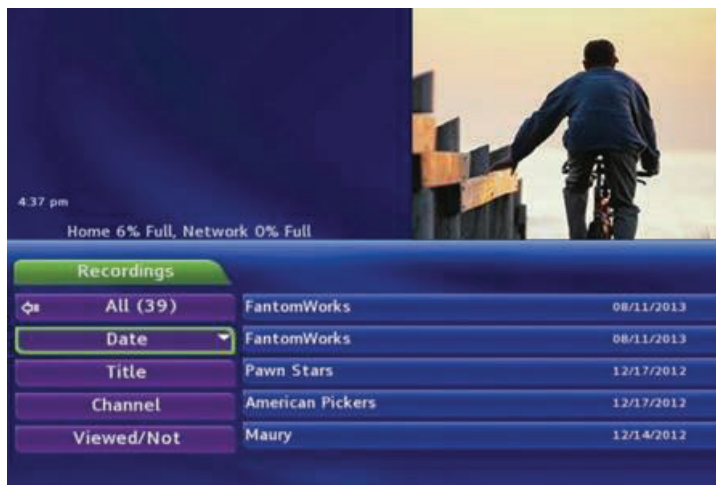 4:37 pm
Home 6% Full, Network 0% Full
Recordings
All (39) FantomWorks 08/11/2013
Date FantomWorks 08/11/2013
Title Pawn Stars 12/17/2012
Channel American Pickers 12/17/2012
Viewed/Not Maury 12/14/2012